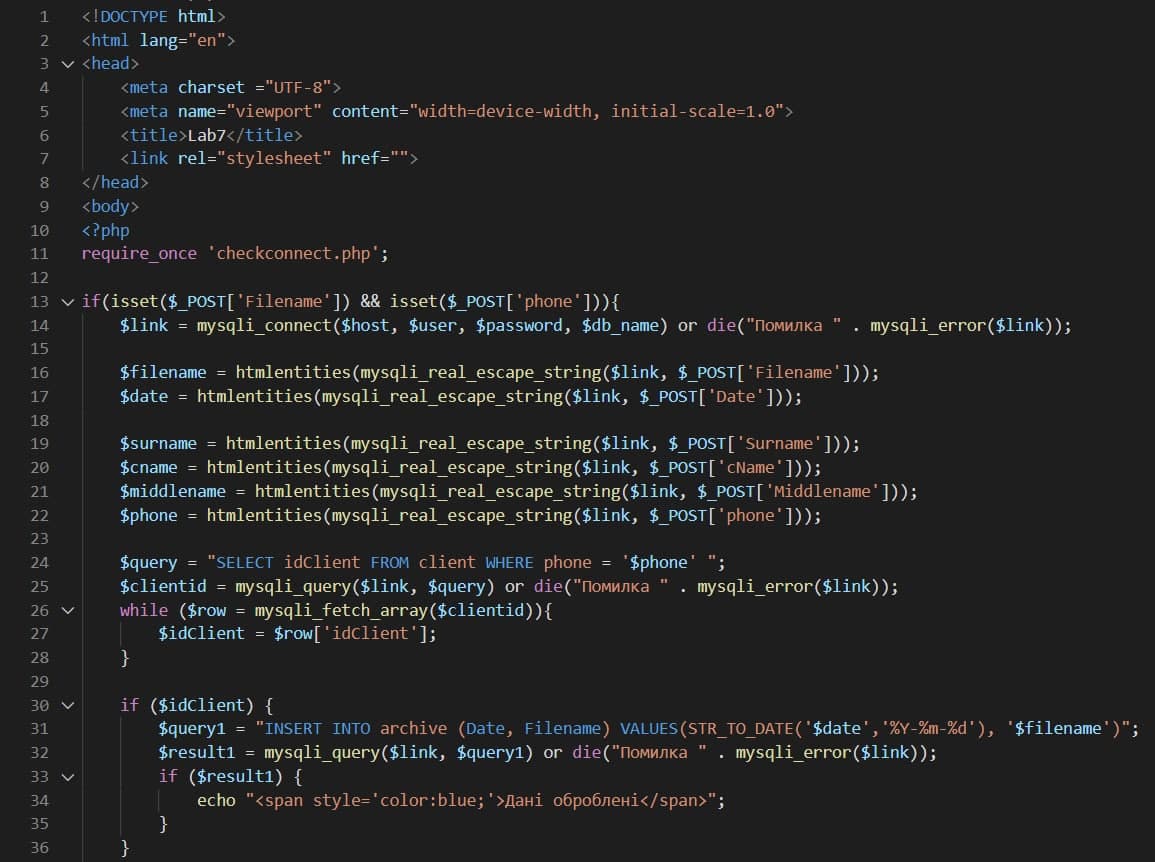 1 <!DOCTYPE html>
2 <html lang="en">
3 <head>
4 <meta charset ="UTF-8">
5 <meta name="viewport" content="width=device-width, initial-scale=1.0">
6 <title>Lab7</title>
7 <link rel="stylesheet" href="">
8 </head>
9 <body>
10 <?php
11 require_once 'checkconnect.php';
12
13 if(isset($_POST['Filename']) && isset($_POST['phone'])){
14 $link = mysqli_connect($host, $user, $password, $db_name) or die("Помилка " . mysqli_error($link));
15
16 $filename = htmlentities(mysqli_real_escape_string($link, $_POST['Filename']));
17 $date = htmlentities(mysqli_real_escape_string($link, $_POST['Date']));
18
19 $surname = htmlentities(mysqli_real_escape_string($link, $_POST['Surname']));
20 $cname = htmlentities(mysqli_real_escape_string($link, $_POST['cName']));
21 $middlename = htmlentities(mysqli_real_escape_string($link, $_POST['Middlename']));
22 $phone = htmlentities(mysqli_real_escape_string($link, $_POST['phone']));
23
24 $query = "SELECT idClient FROM client WHERE phone = '$phone' ";
25 $clientid = mysqli_query($link, $query) or die("Помилка " . mysqli_error($link));
26 while ($row = mysqli_fetch_array($clientid)){
27 $idClient = $row['idClient'];
28 }
29
30 if ($idClient) {
31 $query1 = "INSERT INTO archive (Date, Filename) VALUES(STR_TO_DATE('$date','%Y-%m-%d'), '$filename')";
32 $result1 = mysqli_query($link, $query1) or die("Помилка " . mysqli_error($link));
33 if ($result1) {
34 echo "<span style='color:blue;'>Дані оброблені</span>";
35 }
36 }